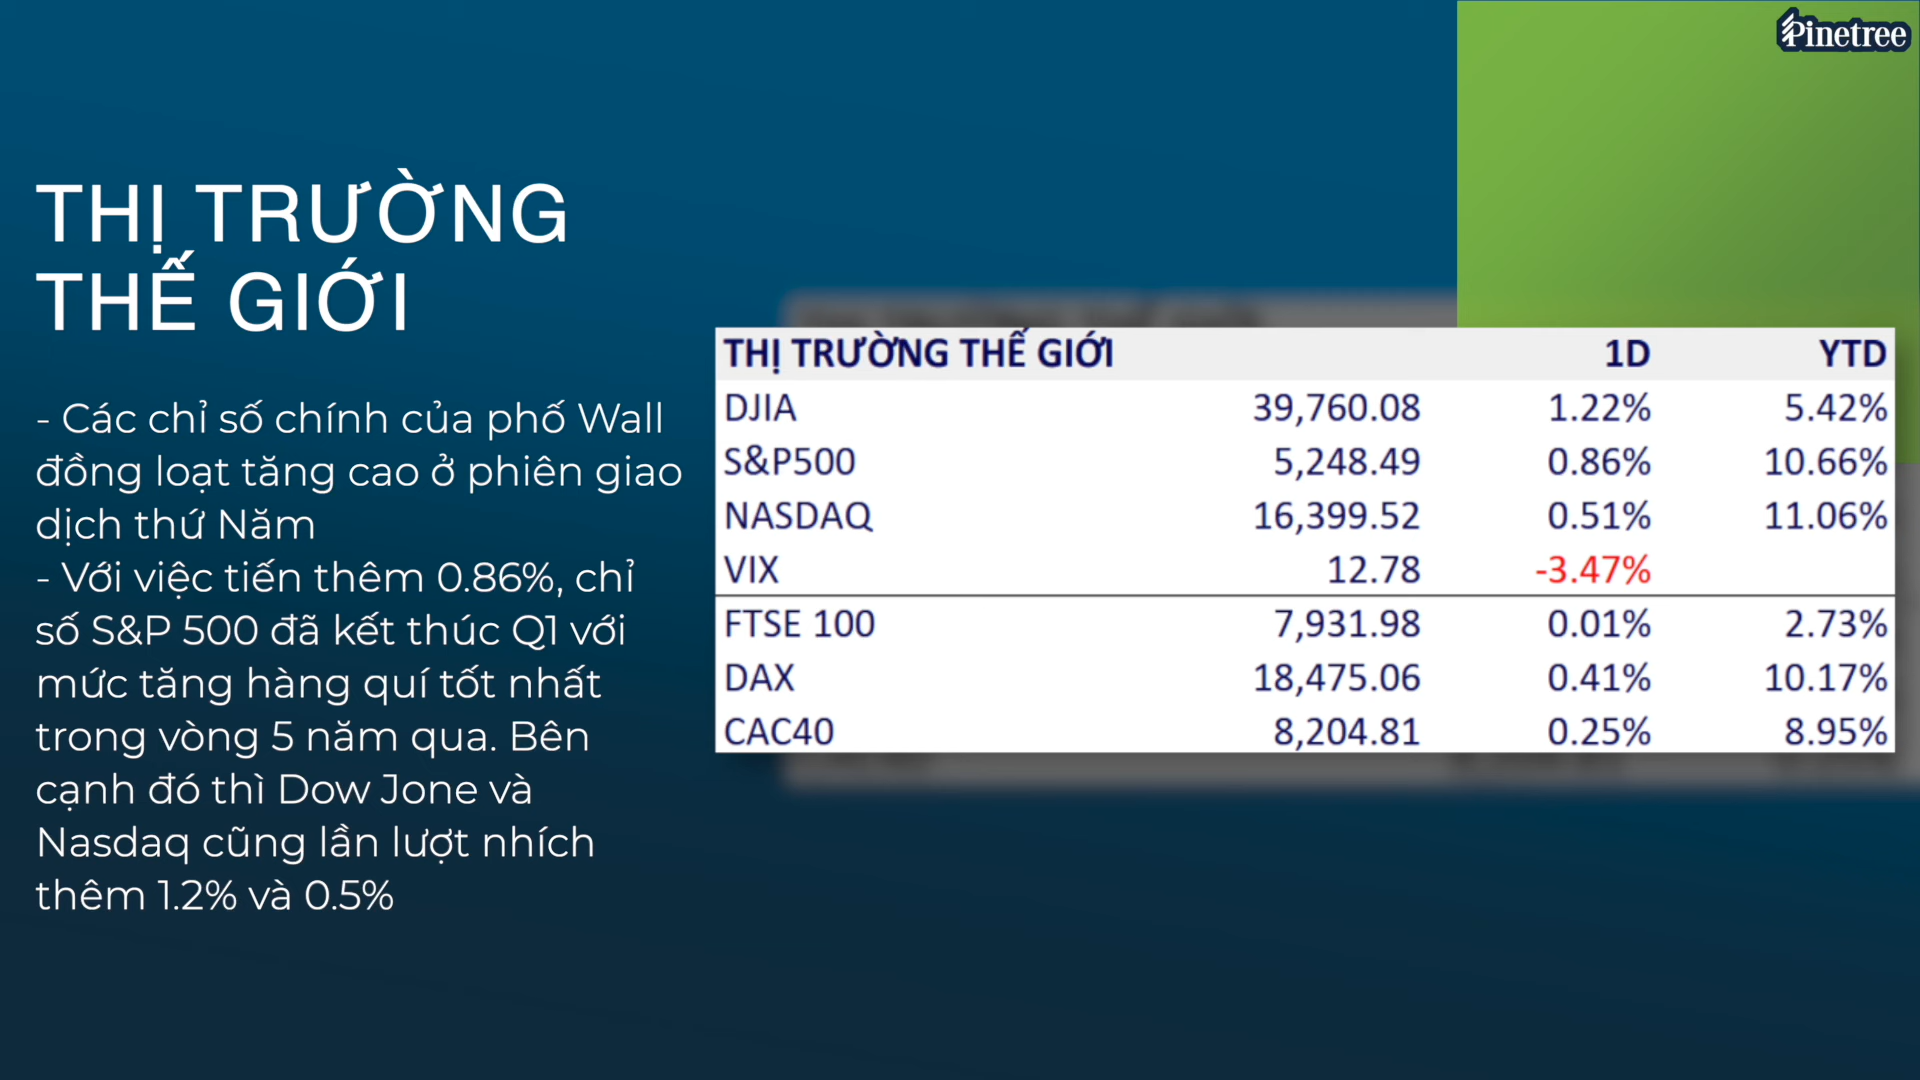 Pinetree
THỊ TRƯỜNG
THẾ GIỚI
- Các chỉ số chính của phố Wall
đồng loạt tăng cao ở phiên giao
dịch thứ Năm
- Với việc tiến thêm 0.86%, chỉ
số S&P 500 đã kết thúc Q1 với
mức tăng hàng quí tốt nhất
trong vòng 5 năm qua. Bên
cạnh đó thì Dow Jone và
Nasdaq cũng lần lượt nhích
thêm 1.2% và 0.5%
THỊ TRƯỜNG THẾ GIỚI 1D YTD
DJIA 39,760.08 1.22% 5.42%
S&P500 5,248.49 0.86% 10.66%
NASDAQ 16,399.52 0.51% 11.06%
VIX 12.78 -3.47%
FTSE 100 7,931.98 0.01% 2.73%
DAX 18,475.06 0.41% 10.17%
CAC40 8,204.81 0.25% 8.95%